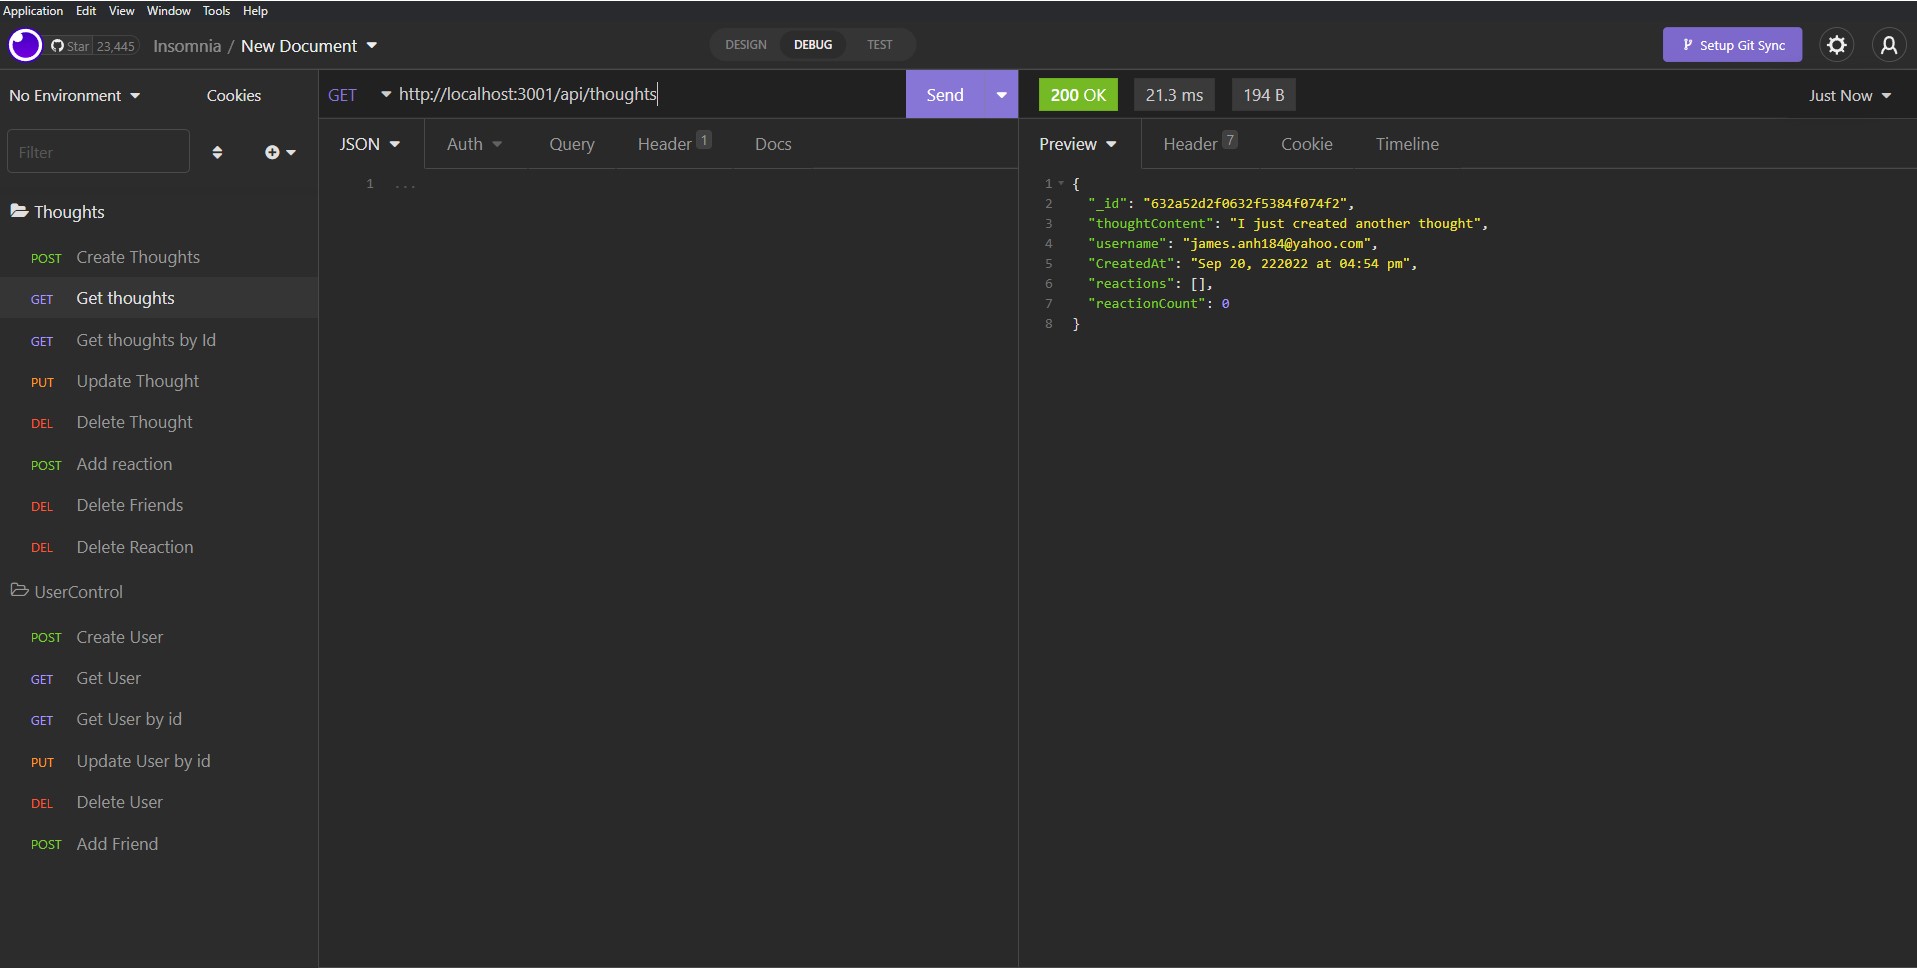 Application Edit View Window Tools Help
Star 23,445 Insomnia / New Document DESIGN DEBUG TEST Setup Git Sync
No Environment Cookies
Filter
Thoughts
POST Create Thoughts
GET Get thoughts
GET Get thoughts by Id
PUT Update Thought
DEL Delete Thought
POST Add reaction
DEL Delete Friends
DEL Delete Reaction
UserControl
POST Create User
GET Get User
GET Get User by id
PUT Update User by id
DEL Delete User
POST Add Friend
GET http://localhost:3001/api/thoughts Send
JSON Auth Query Header 1 Docs
1 ...
200 OK 21.3 ms 194 B Just Now
Preview Header 7 Cookie Timeline
1 {
2 "_id": "632a52d2f0632f5384f074f2",
3 "thoughtContent": "I just created another thought",
4 "username": "james.anh184@yahoo.com",
5 "CreatedAt": "Sep 20, 222022 at 04:54 pm",
6 "reactions": [],
7 "reactionCount": 0
8 }